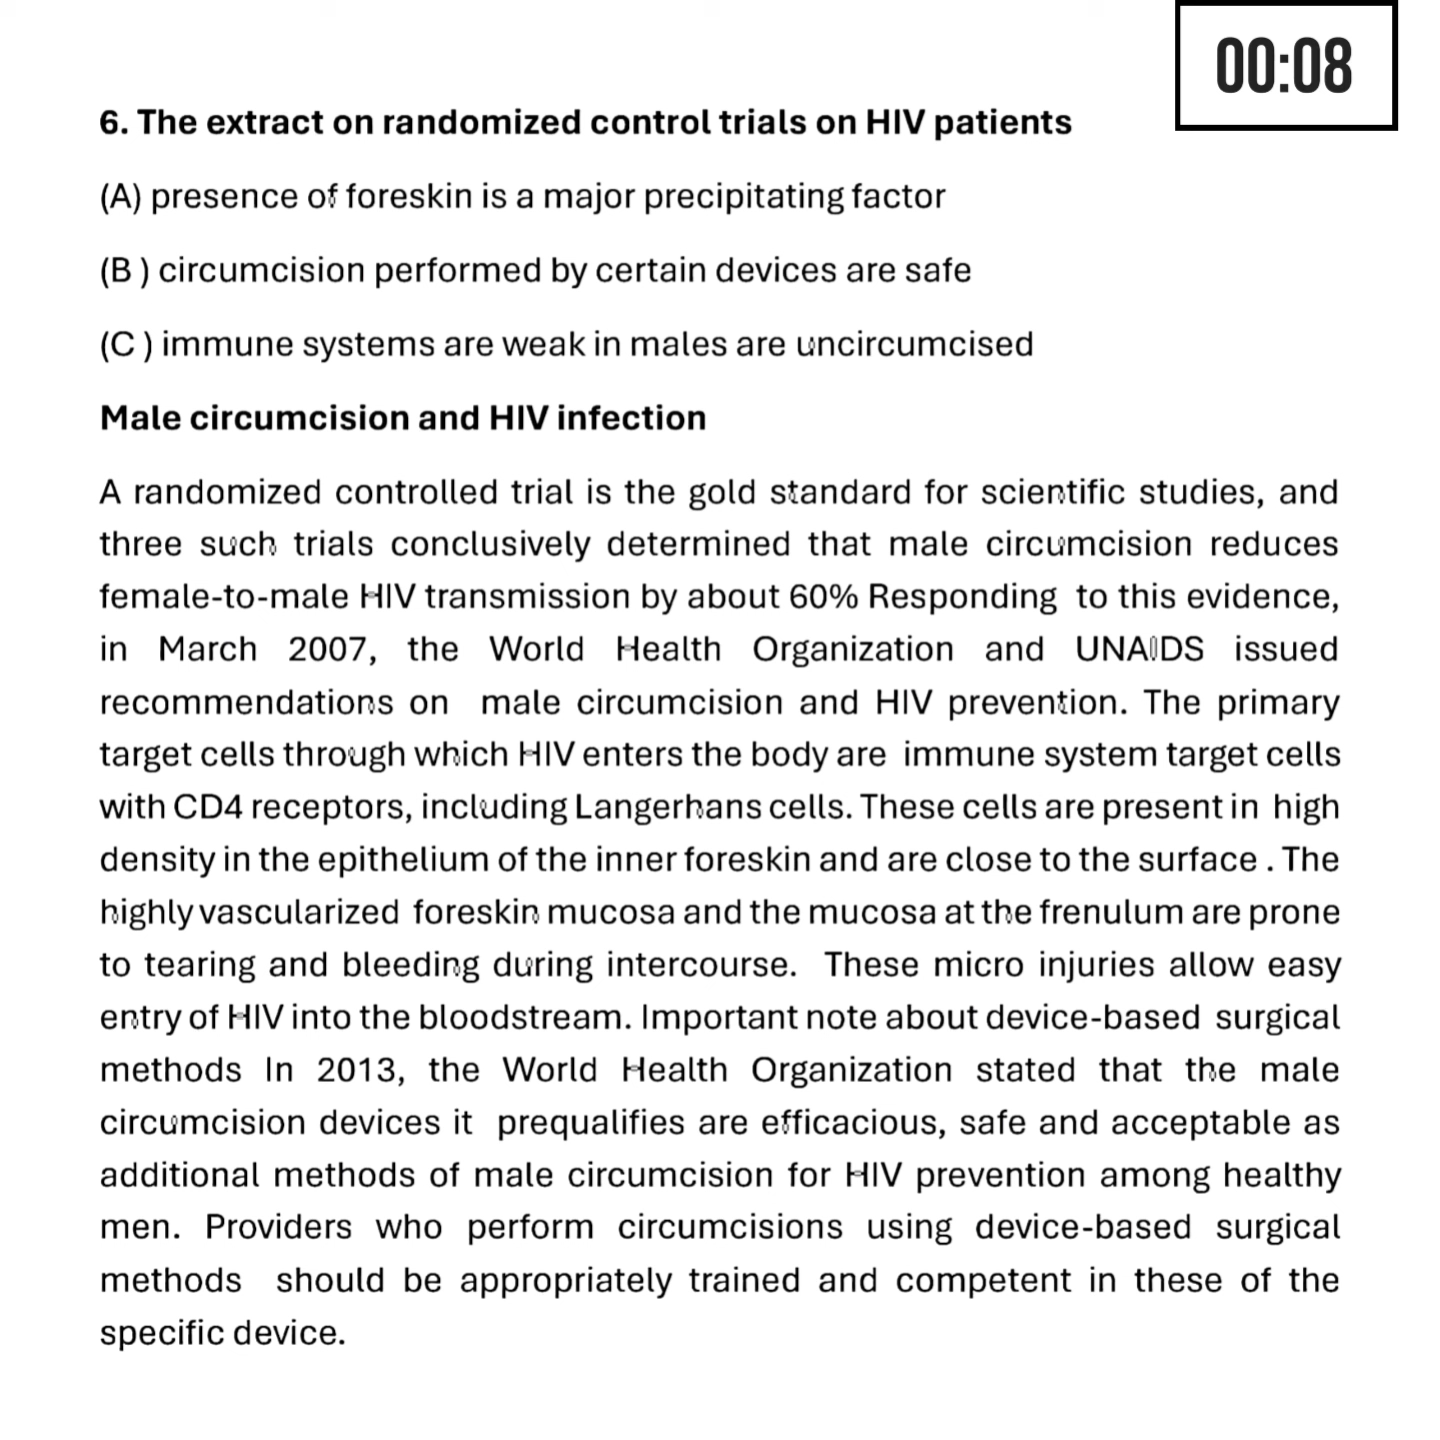 00:08
6. The extract on randomized control trials on HIV patients
(A) presence of foreskin is a major precipitating factor
(B ) circumcision performed by certain devices are safe
(C ) immune systems are weak in males are uncircumcised
Male circumcision and HIV infection
A randomized controlled trial is the gold standard for scientific studies, and
three such trials conclusively determined that male circumcision reduces
female-to-male HIV transmission by about 60% Responding to this evidence,
in March 2007, the World Health Organization and UNAIDS issued
recommendations on male circumcision and HIV prevention. The primary
target cells through which HIV enters the body are immune system target cells
with CD4 receptors, including Langerhans cells. These cells are present in high
density in the epithelium of the inner foreskin and are close to the surface . The
highly vascularized foreskin mucosa and the mucosa at the frenulum are prone
to tearing and bleeding during intercourse. These micro injuries allow easy
entry of HIV into the bloodstream. Important note about device-based surgical
methods In 2013, the World Health Organization stated that the male
circumcision devices it prequalifies are efficacious, safe and acceptable as
additional methods of male circumcision for HIV prevention among healthy
men. Providers who perform circumcisions using device-based surgical
methods should be appropriately trained and competent in these of the
specific device.